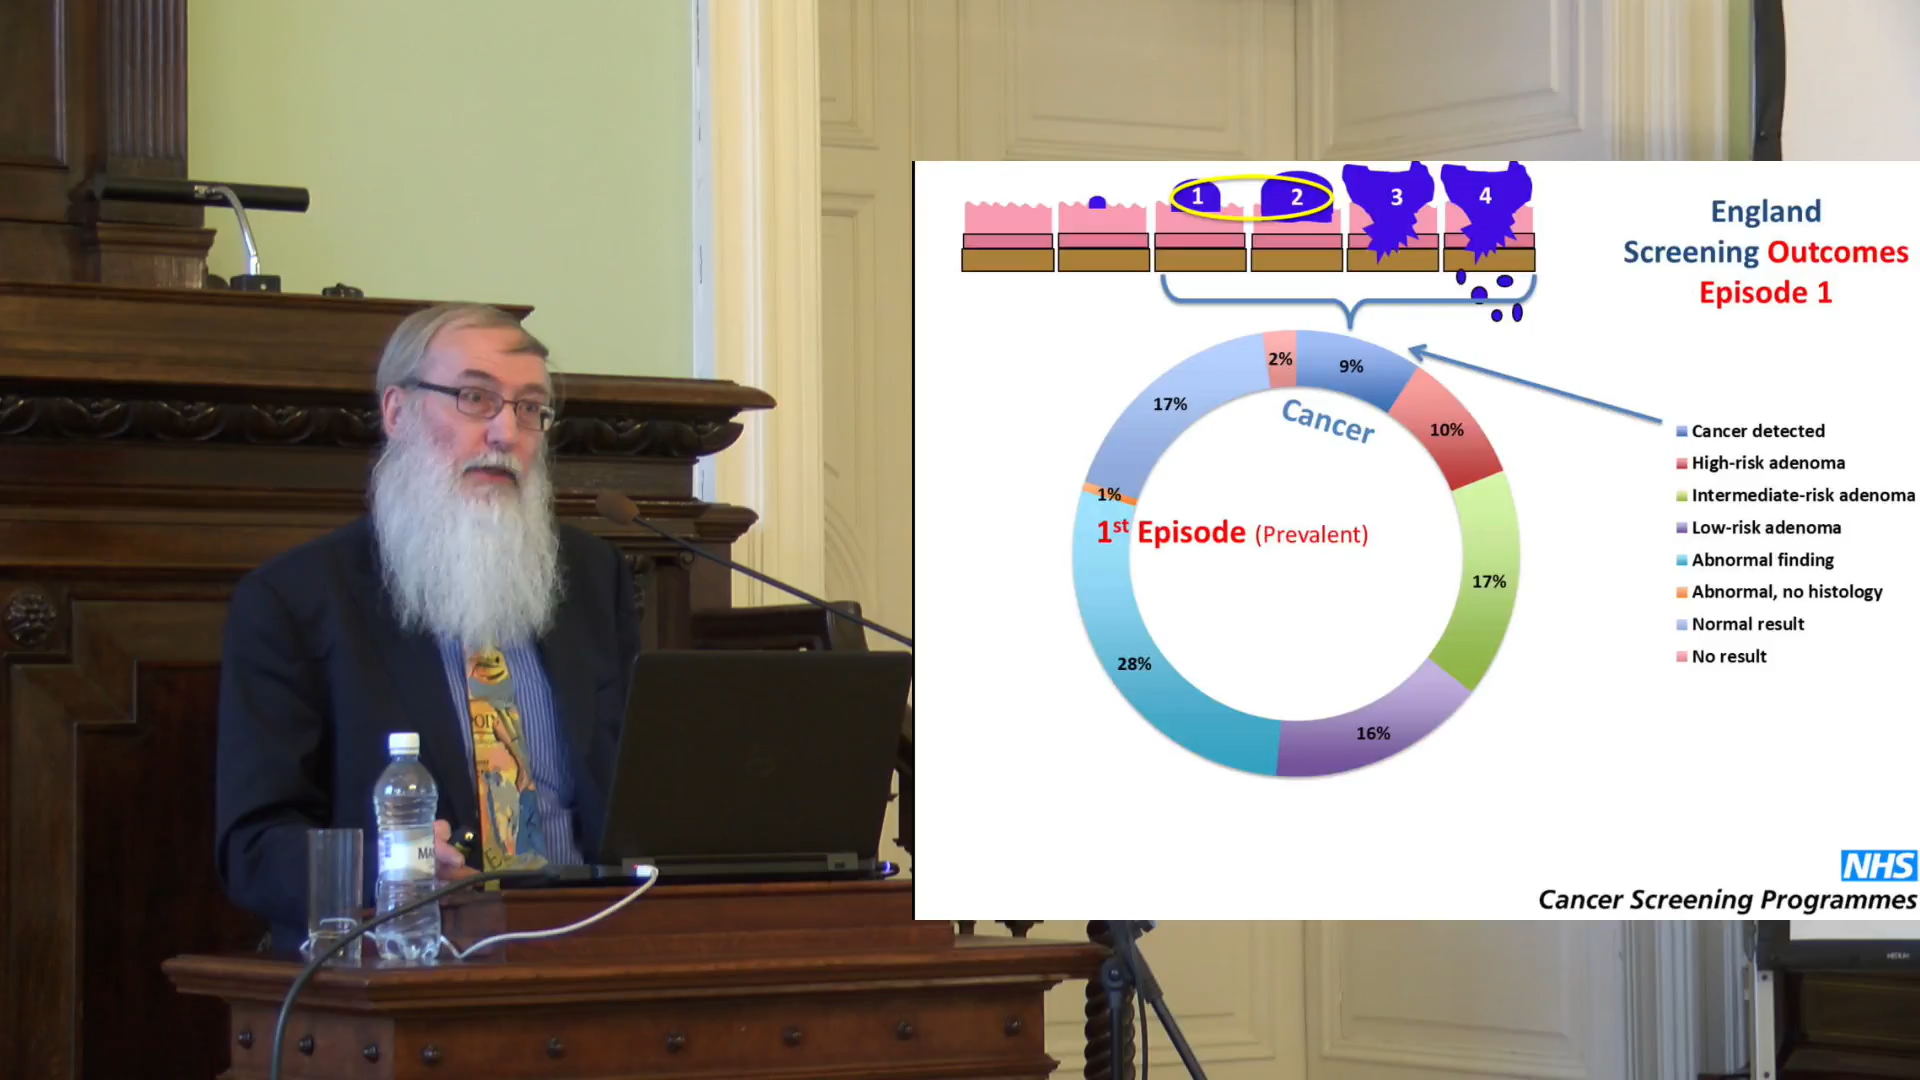 1 2 3 4
England
Screening Outcomes
Episode 1
2% 9%
17%
10%
Cancer
1%
1st Episode (Prevalent)
17%
28%
16%
Cancer detected
High-risk adenoma
Intermediate-risk adenoma
Low-risk adenoma
Abnormal finding
Abnormal, no histology
Normal result
No result
NHS
Cancer Screening Programmes